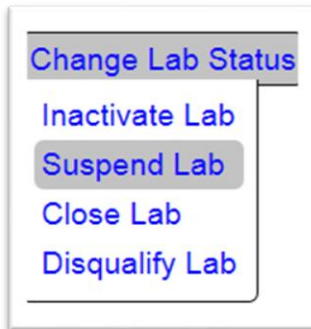 Change Lab Status
Inactivate Lab
Suspend Lab
Close Lab
Disqualify Lab